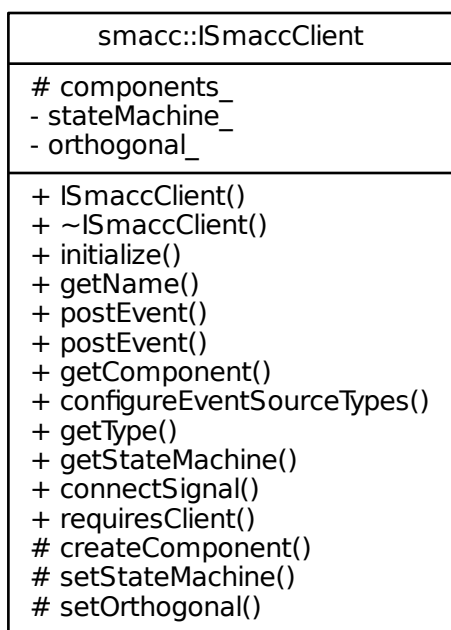 smacc::ISmaccClient
# components_
- stateMachine_
- orthogonal_
+ ISmaccClient()
+ ~ISmaccClient()
+ initialize()
+ getName()
+ postEvent()
+ postEvent()
+ getComponent()
+ configureEventSourceTypes()
+ getType()
+ getStateMachine()
+ connectSignal()
+ requiresClient()
# createComponent()
# setStateMachine()
# setOrthogonal()